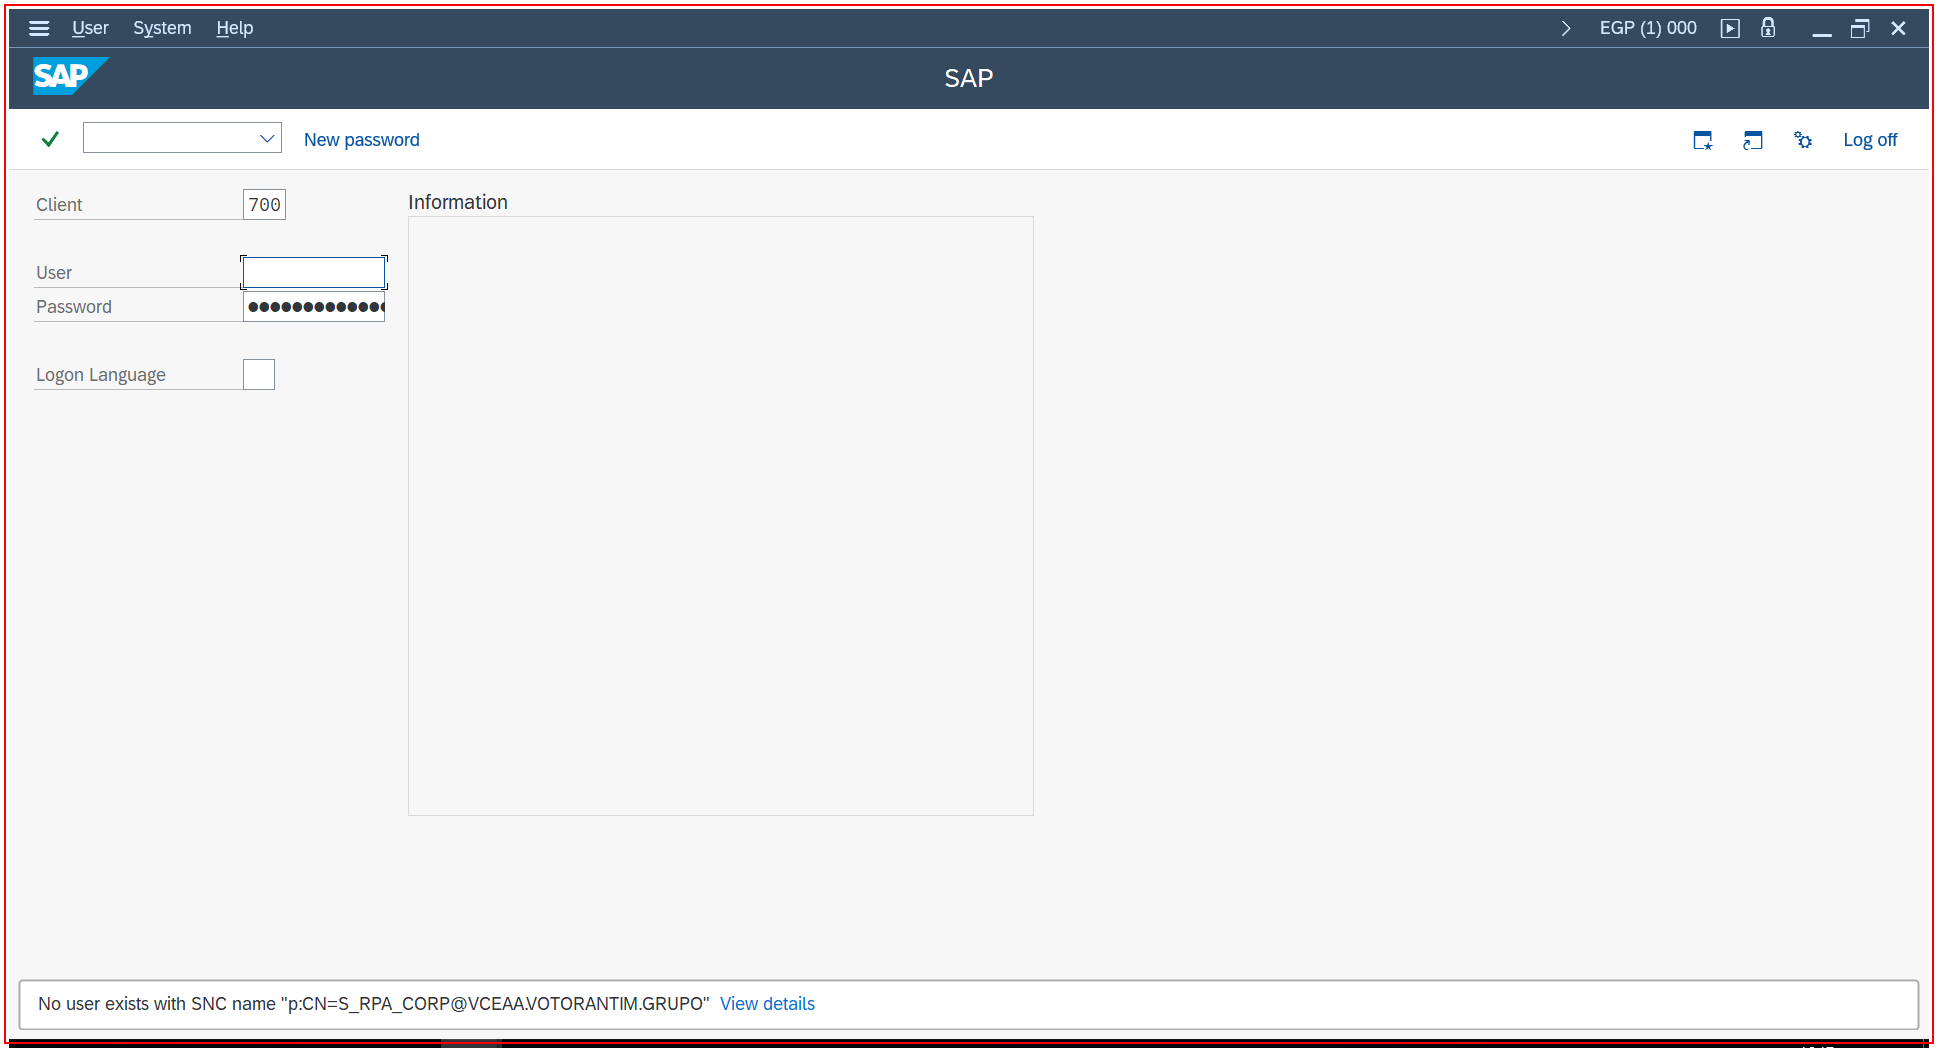 User System Help
EGP (1) 000
SAP
SAP
New password
Log off
Client 700
Information
User
Password
Logon Language
No user exists with SNC name "p:CN=S_RPA_CORP@VCEAA.VOTORANTIM.GRUPO" View details